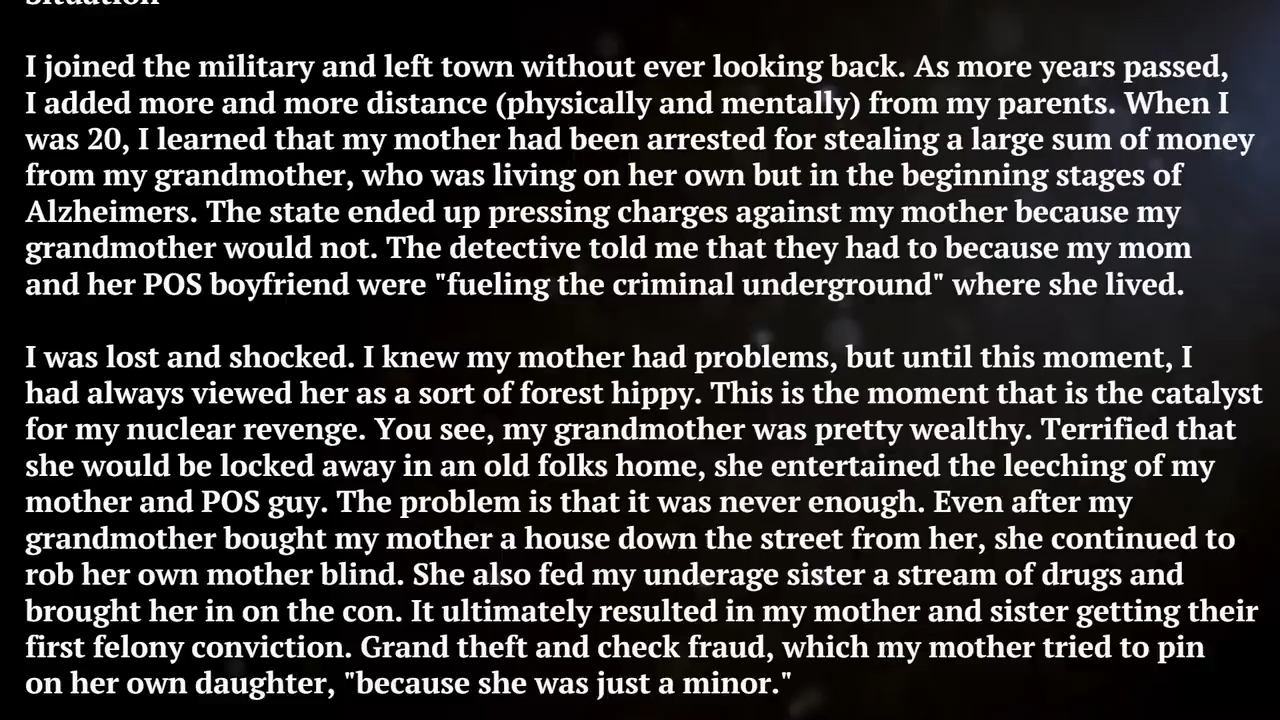 Situation
I joined the military and left town without ever looking back. As more years passed,
I added more and more distance (physically and mentally) from my parents. When I
was 20, I learned that my mother had been arrested for stealing a large sum of money
from my grandmother, who was living on her own but in the beginning stages of
Alzheimers. The state ended up pressing charges against my mother because my
grandmother would not. The detective told me that they had to because my mom
and her POS boyfriend were "fueling the criminal underground" where she lived.
I was lost and shocked. I knew my mother had problems, but until this moment, I
had always viewed her as a sort of forest hippy. This is the moment that is the catalyst
for my nuclear revenge. You see, my grandmother was pretty wealthy. Terrified that
she would be locked away in an old folks home, she entertained the leeching of my
mother and POS guy. The problem is that it was never enough. Even after my
grandmother bought my mother a house down the street from her, she continued to
rob her own mother blind. She also fed my underage sister a stream of drugs and
brought her in on the con. It ultimately resulted in my mother and sister getting their
first felony conviction. Grand theft and check fraud, which my mother tried to pin
on her own daughter, "because she was just a minor."